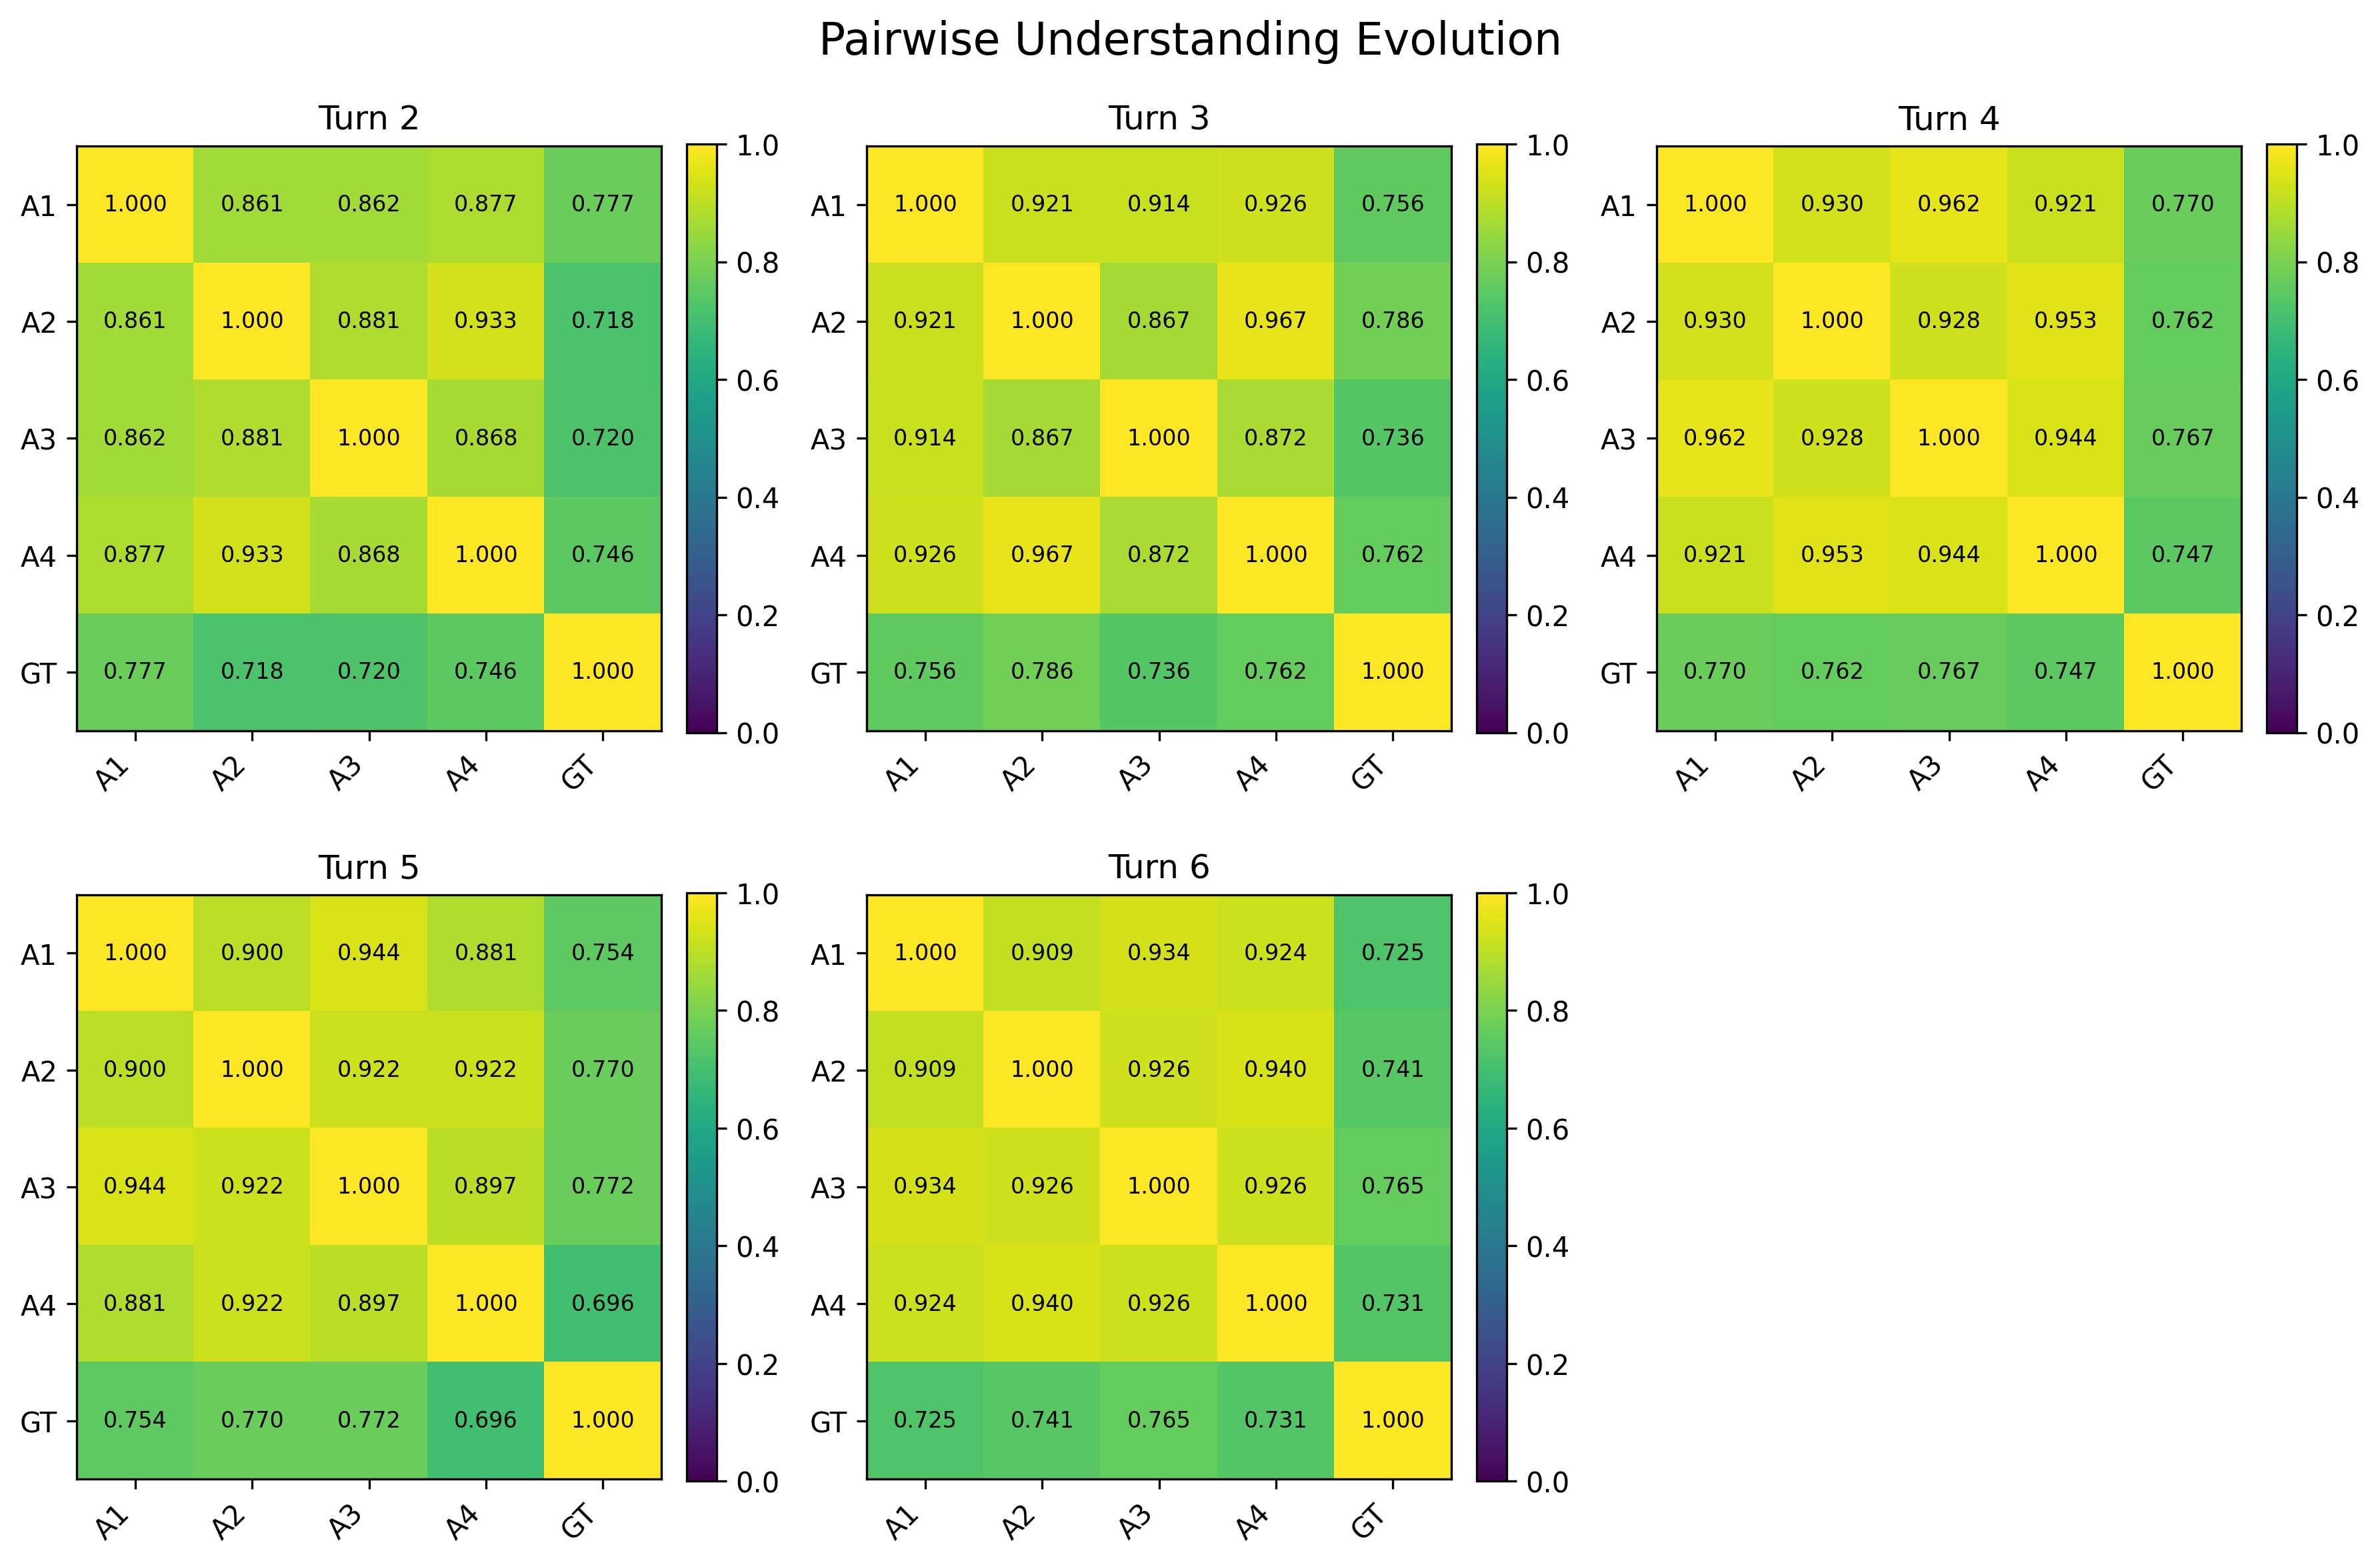 Pairwise Understanding Evolution
Turn 2
A1 1.000 0.861 0.862 0.877 0.777
A2 0.861 1.000 0.881 0.933 0.718
A3 0.862 0.881 1.000 0.868 0.720
A4 0.877 0.933 0.868 1.000 0.746
GT 0.777 0.718 0.720 0.746 1.000
A1 A2 A3 A4 GT
1.0
0.8
0.6
0.4
0.2
0.0
Turn 3
A1 1.000 0.921 0.914 0.926 0.756
A2 0.921 1.000 0.867 0.967 0.786
A3 0.914 0.867 1.000 0.872 0.736
A4 0.926 0.967 0.872 1.000 0.762
GT 0.756 0.786 0.736 0.762 1.000
A1 A2 A3 A4 GT
1.0
0.8
0.6
0.4
0.2
0.0
Turn 4
A1 1.000 0.930 0.962 0.921 0.770
A2 0.930 1.000 0.928 0.953 0.762
A3 0.962 0.928 1.000 0.944 0.767
A4 0.921 0.953 0.944 1.000 0.747
GT 0.770 0.762 0.767 0.747 1.000
A1 A2 A3 A4 GT
1.0
0.8
0.6
0.4
0.2
0.0
Turn 5
A1 1.000 0.900 0.944 0.881 0.754
A2 0.900 1.000 0.922 0.922 0.770
A3 0.944 0.922 1.000 0.897 0.772
A4 0.881 0.922 0.897 1.000 0.696
GT 0.754 0.770 0.772 0.696 1.000
A1 A2 A3 A4 GT
1.0
0.8
0.6
0.4
0.2
0.0
Turn 6
A1 1.000 0.909 0.934 0.924 0.725
A2 0.909 1.000 0.926 0.940 0.741
A3 0.934 0.926 1.000 0.926 0.765
A4 0.924 0.940 0.926 1.000 0.731
GT 0.725 0.741 0.765 0.731 1.000
A1 A2 A3 A4 GT
1.0
0.8
0.6
0.4
0.2
0.0